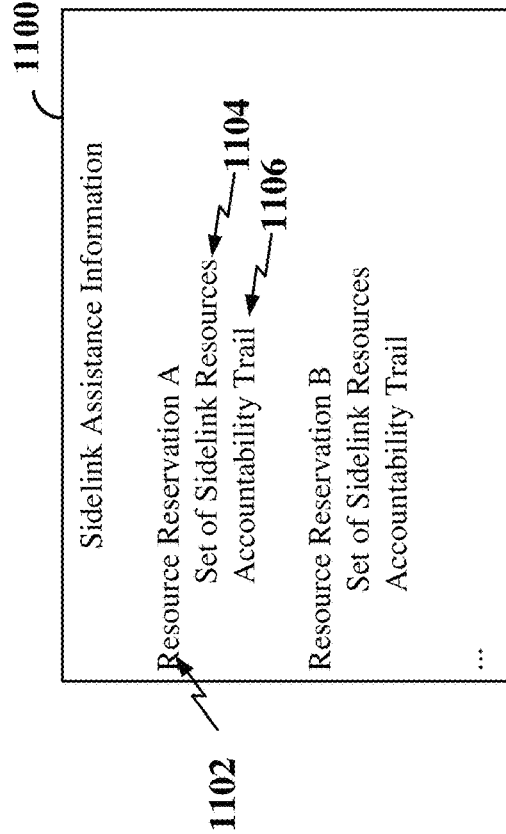 1100
Sidelink Assistance Information
1102
Resource Reservation A
Set of Sidelink Resources
1104
Accountability Trail
1106
Resource Reservation B
Set of Sidelink Resources
Accountability Trail
...